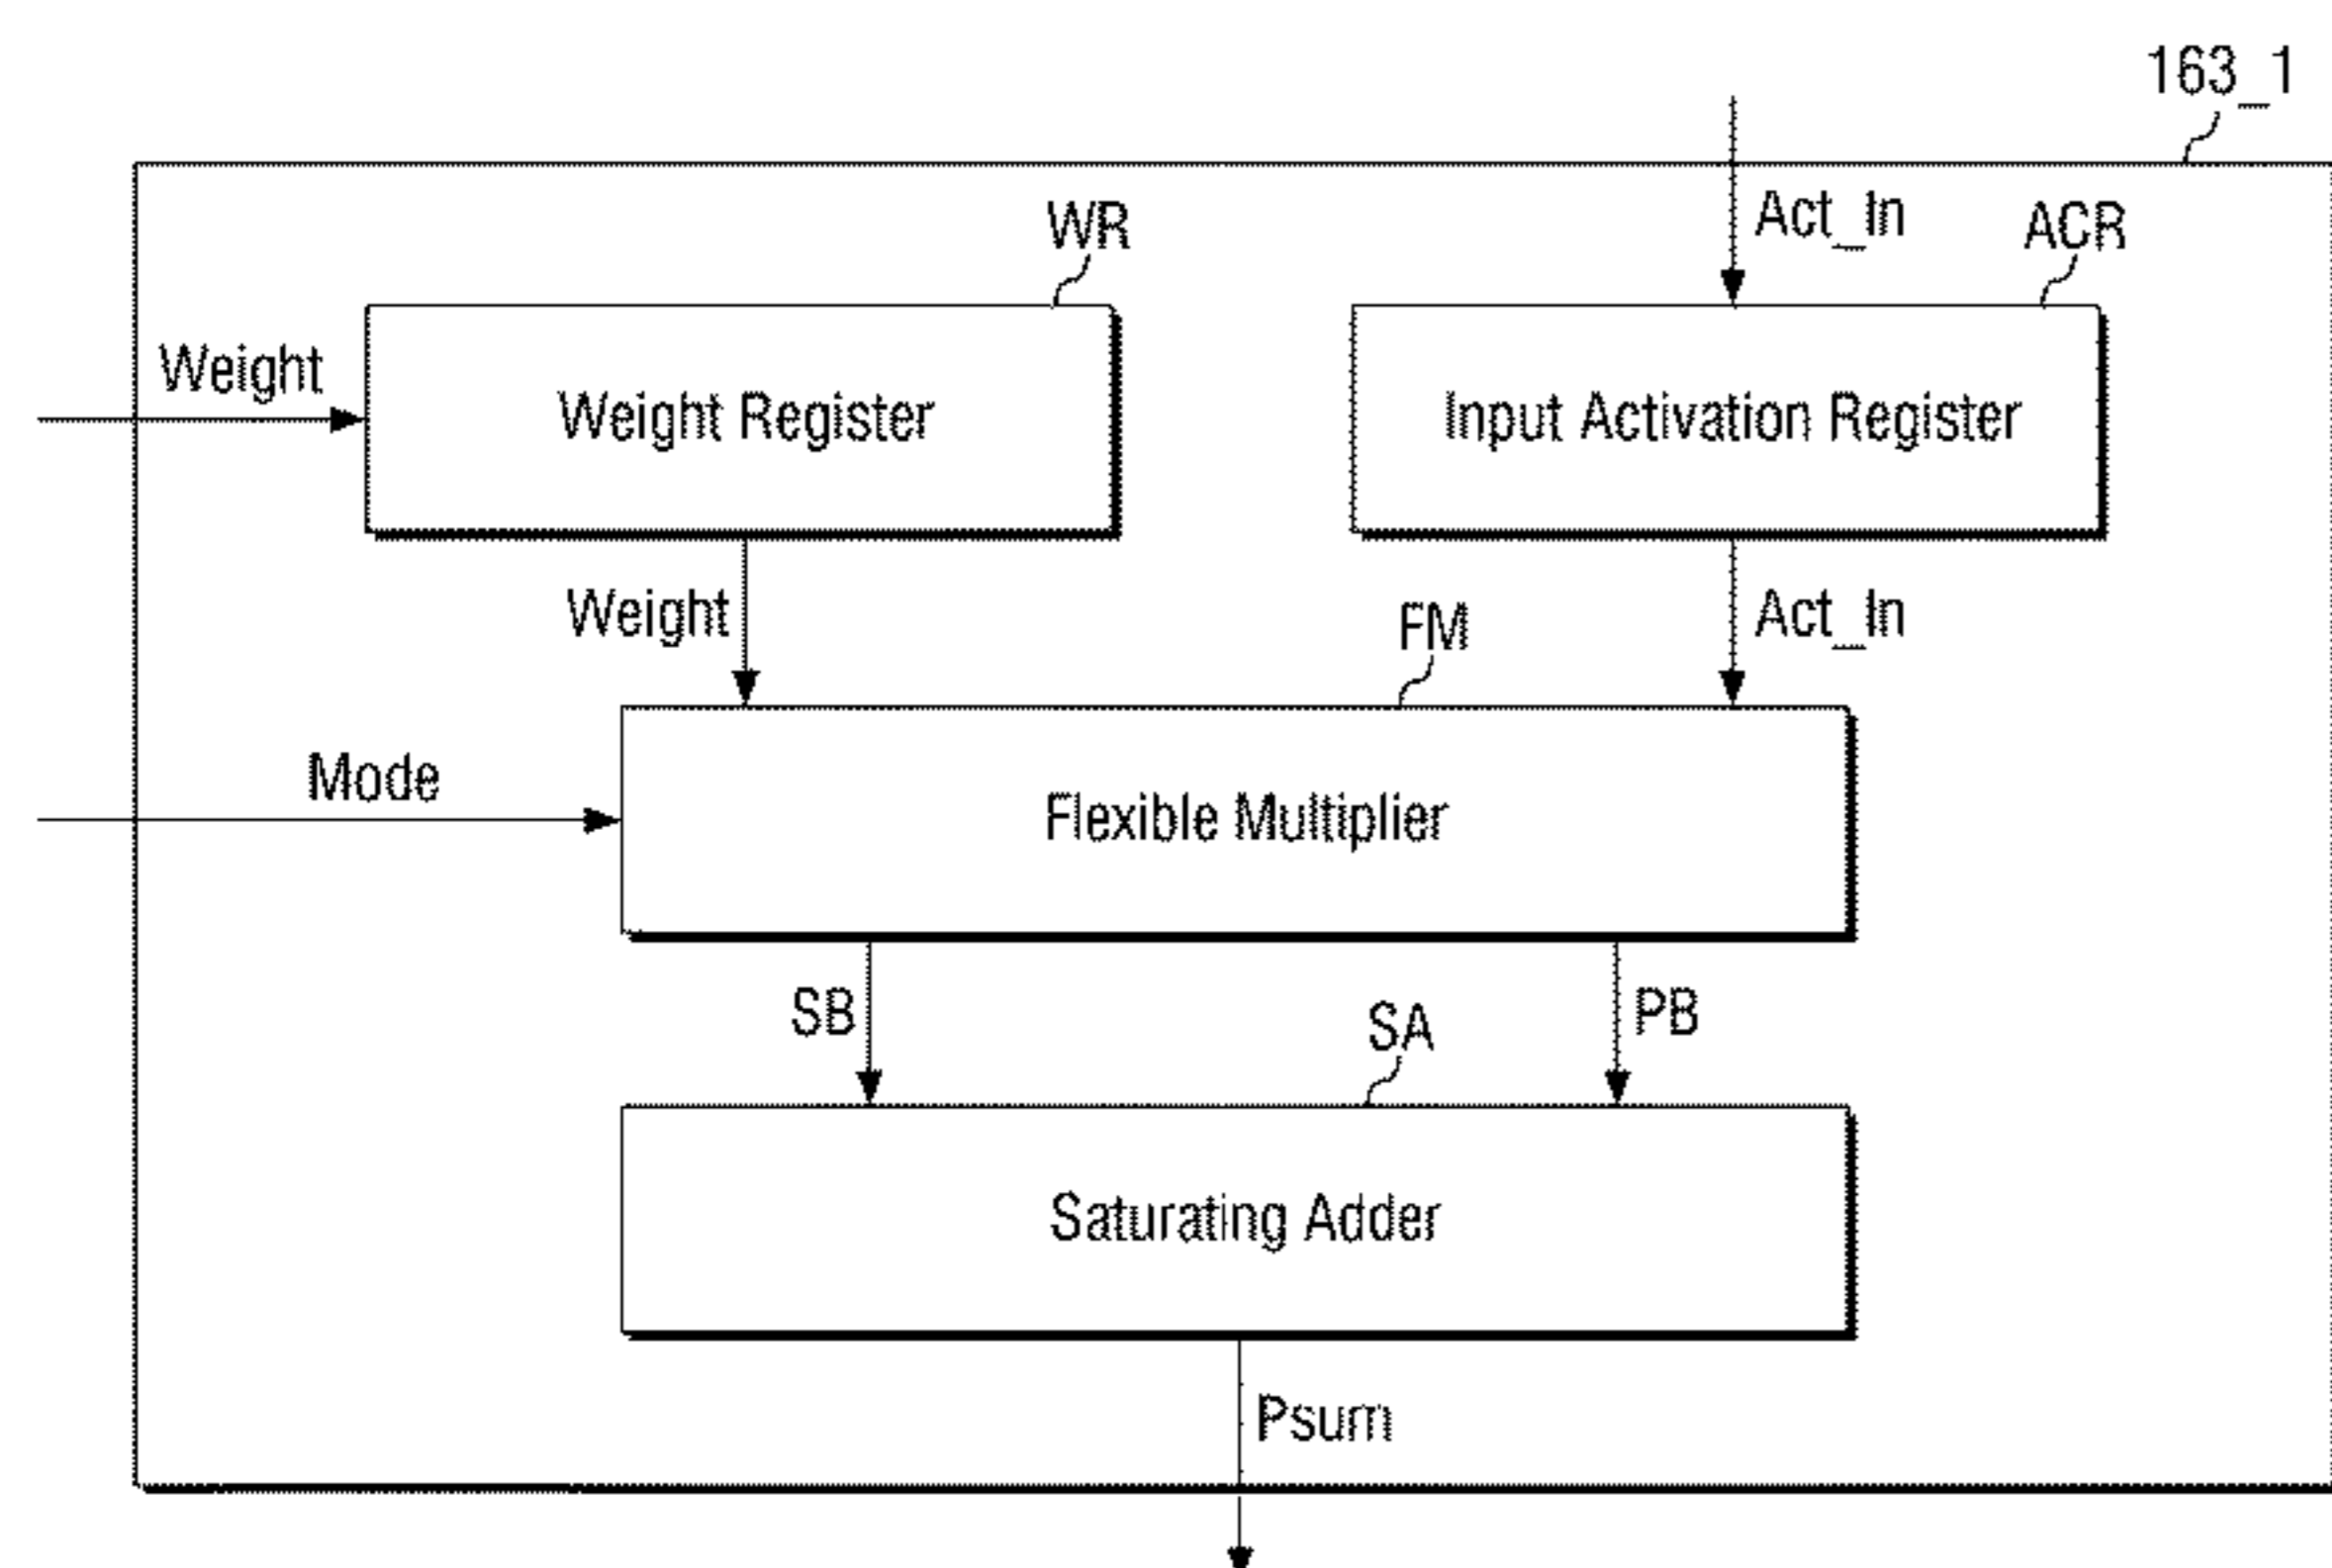 163_1
Act_In
WR
ACR
Weight
Weight Register
Input Activation Register
Weight
FM
Act_In
Mode
Flexible Multiplier
SB
SA
PB
Saturating Adder
Psum